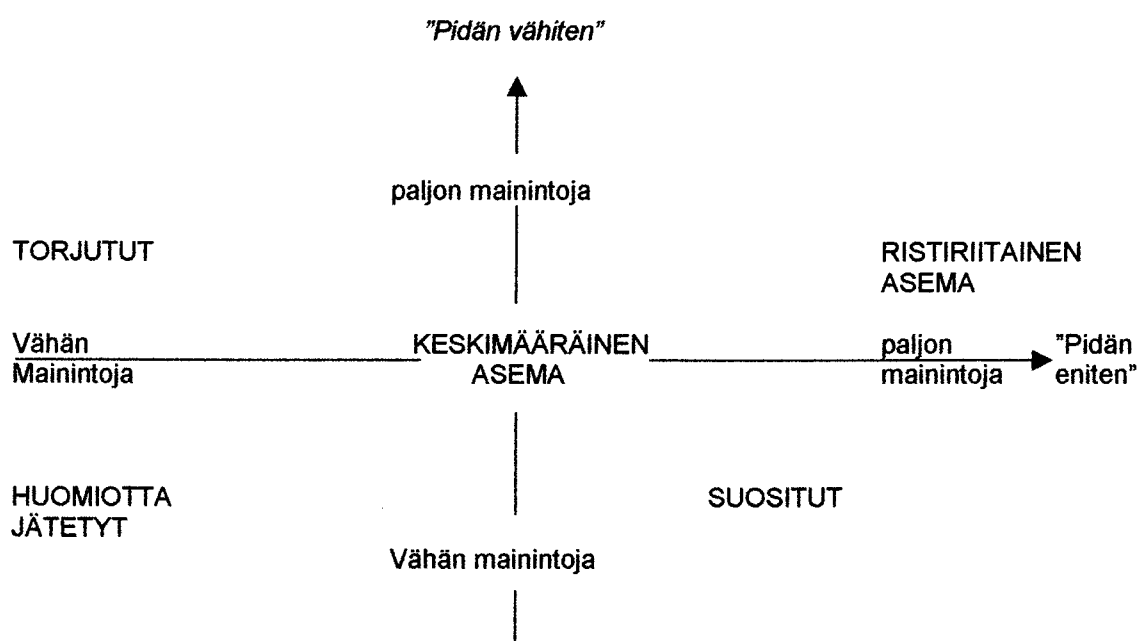 "Pidän vähiten"
paljon mainintoja
TORJUTUT
RISTIRIITAINEN
ASEMA
Vähän
Mainintoja
KESKIMÄÄRÄINEN
ASEMA
paljon
mainintoja
"Pidän
eniten"
HUOMIOTTA
JÄTETYT
SUOSITUT
Vähän mainintoja